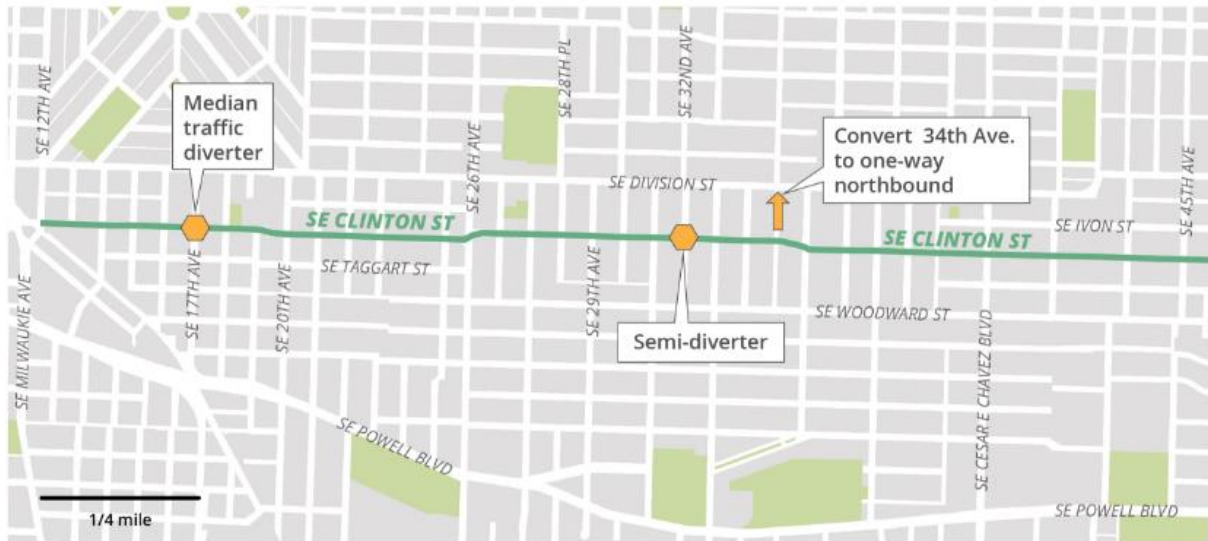 SE 12TH AVE
Median
traffic
diverter
SE 26TH AVE
SE 28TH PL
SE 32ND AVE
Convert 34th Ave.
to one-way
northbound
SE 45TH AVE
SE DIVISION ST
SE CLINTON ST
SE IVON ST
SE CLINTON ST
SE TAGGART ST
SE MILWAUKIE AVE
SE 17TH AVE
SE 20TH AVE
SE 29TH AVE
SE WOODWARD ST
Semi-diverter
SE CESAR E CHAVEZ BLVD
SE POWELL BLVD
SE POWELL BLVD
1/4 mile